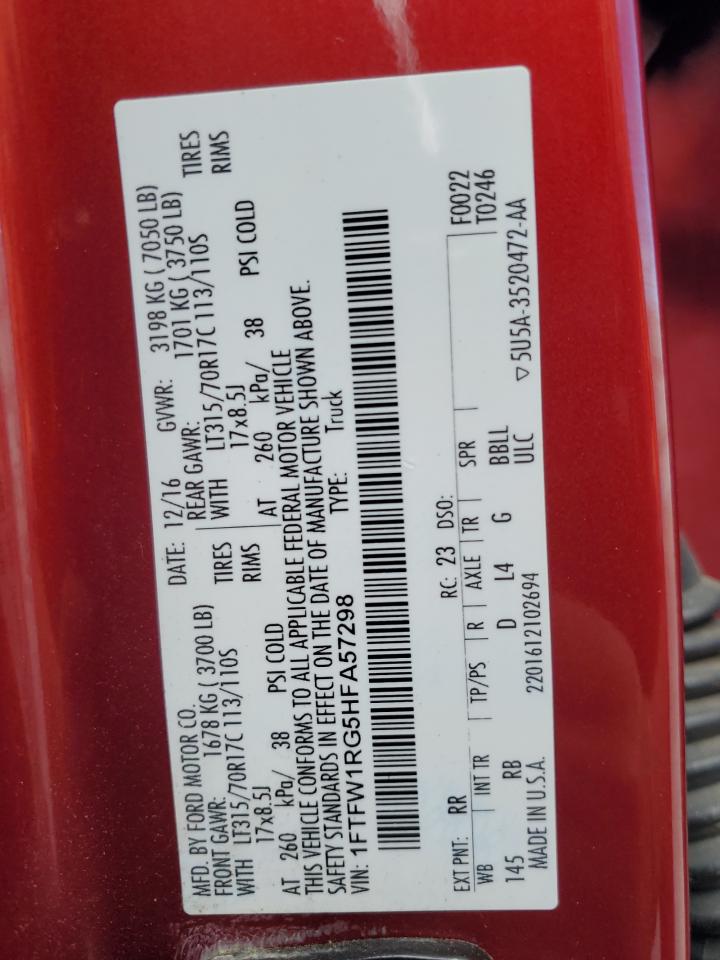 MFD. BY FORD MOTOR CO.
DATE: 12/16 GVWR: 3198 KG ( 7050 LB)
FRONT GAWR: 1678 KG ( 3700 LB) REAR GAWR: 1701 KG ( 3750 LB)
WITH LT315/70R17C 113/110S TIRES WITH LT315/70R17C 113/110S TIRES
17x8.5J RIMS 17x8.5J RIMS
AT 260 kPa/ 38 PSI COLD AT 260 kPa/ 38 PSI COLD
THIS VEHICLE CONFORMS TO ALL APPLICABLE FEDERAL MOTOR VEHICLE
SAFETY STANDARDS IN EFFECT ON THE DATE OF MANUFACTURE SHOWN ABOVE.
VIN: 1FTFW1RG5HFA57298 TYPE: Truck
EXT PNT: RR RC: 23 DSO: F0022
WB INT TR TP/PS R AXLE TR SPR T0246
145 RB D L4 G BBLL
ULC
MADE IN U.S.A. 2201612102694 ▽5U5A-3520472-AA